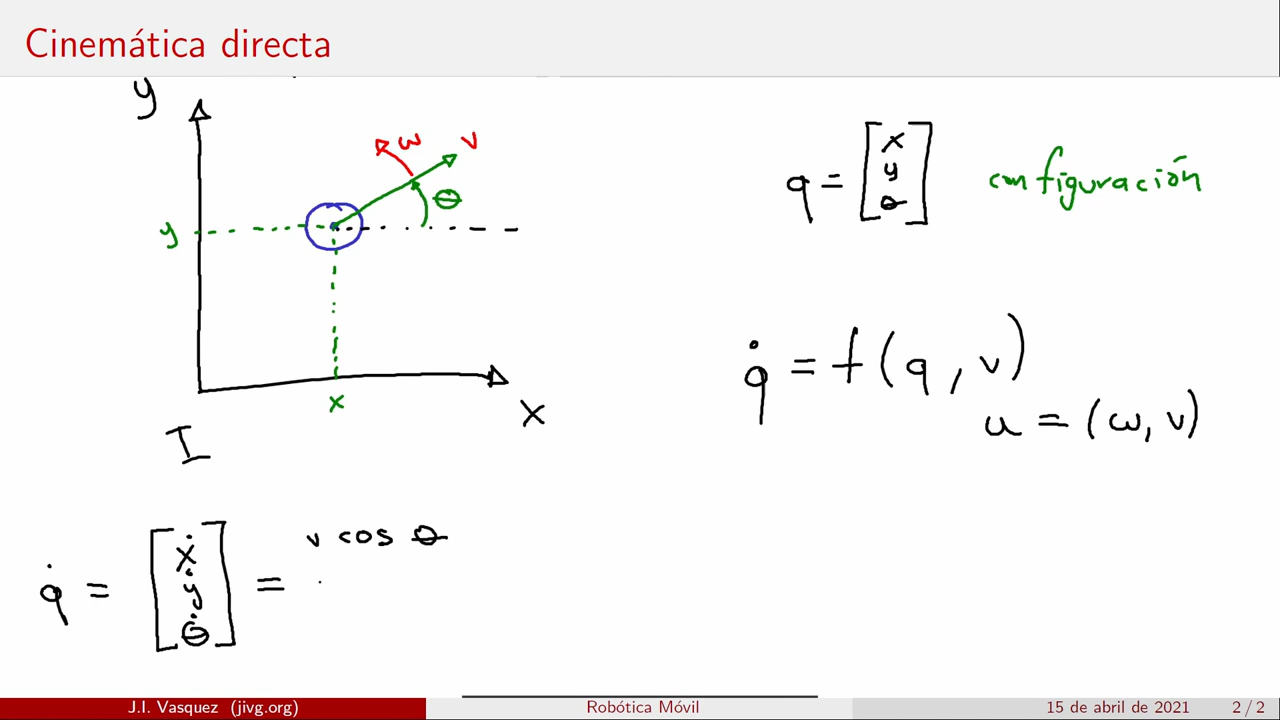 Cinemática directa
y
ω v
θ
y
x
x
I
q = [x y θ] configuración
q̇ = f(q, v)
u = (ω, v)
q̇ = [ẋ ẏ θ̇] = v cos θ
J.I. Vasquez (jivg.org) Robótica Móvil 15 de abril de 2021 2 / 2